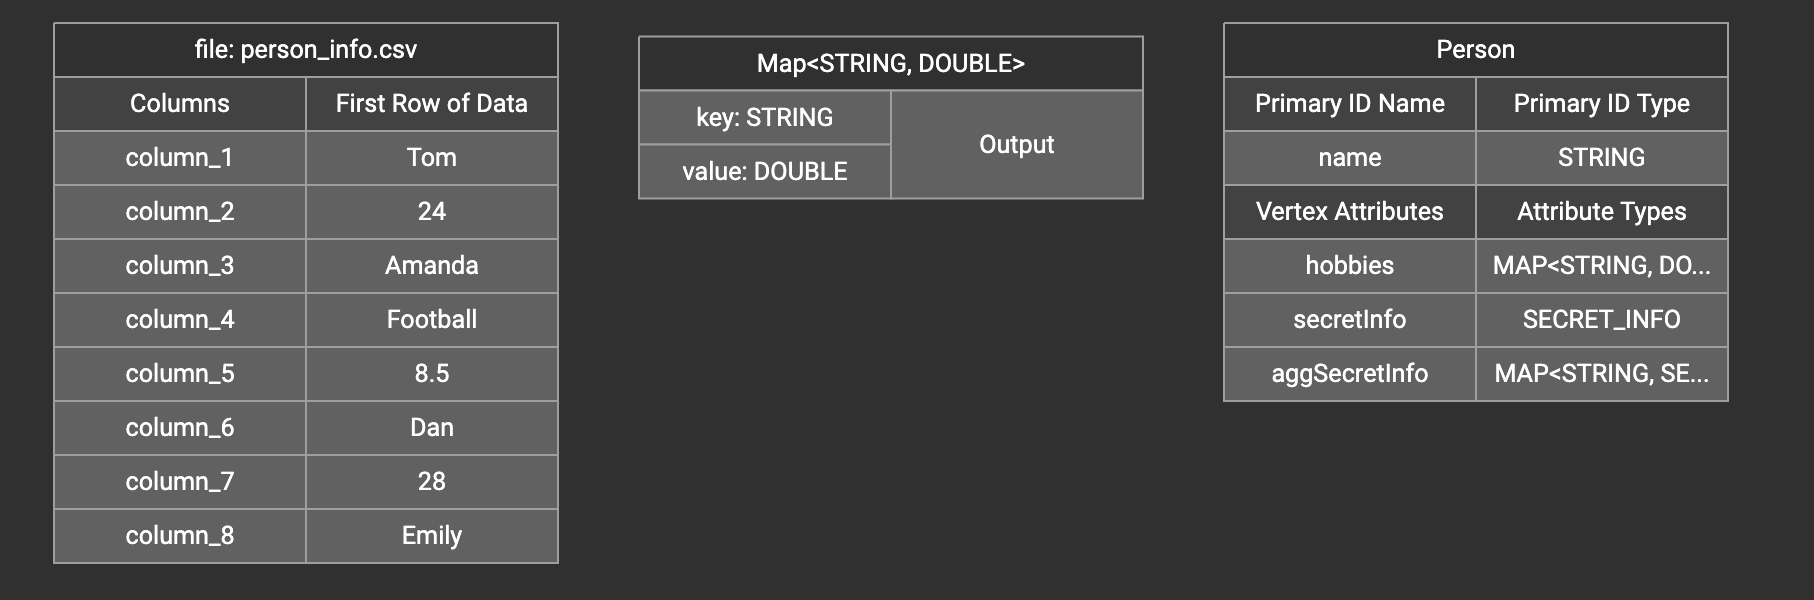 file: person_info.csv
Columns First Row of Data
column_1 Tom
column_2 24
column_3 Amanda
column_4 Football
column_5 8.5
column_6 Dan
column_7 28
column_8 Emily
Map<STRING, DOUBLE>
key: STRING
value: DOUBLE
Output
Person
Primary ID Name Primary ID Type
name STRING
Vertex Attributes Attribute Types
hobbies MAP<STRING, DO...
secretInfo SECRET_INFO
aggSecretInfo MAP<STRING, SE...